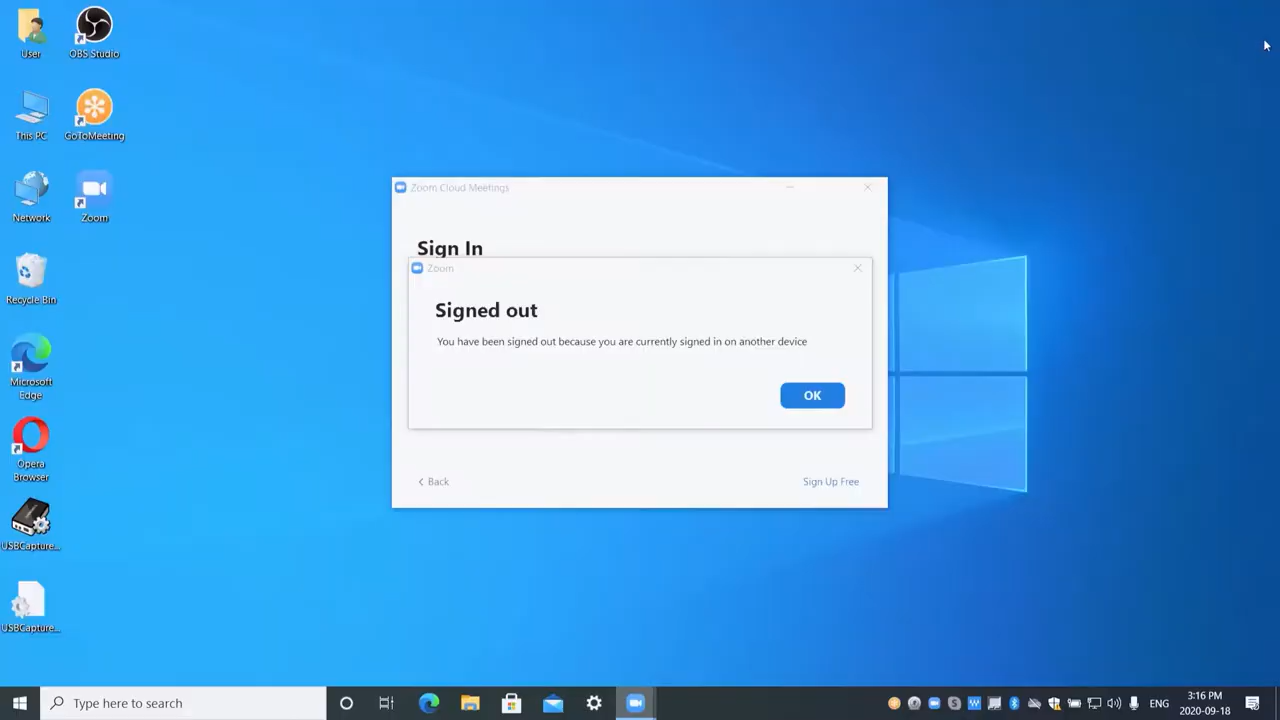 User
OBS Studio
This PC
GoToMeeting
Network
Zoom
Recycle Bin
Microsoft
Edge
Opera
Browser
USBCapture...
USBCapture...
Zoom Cloud Meetings
Sign In
Zoom
Signed out
You have been signed out because you are currently signed in on another device
OK
Back
Sign Up Free
Type here to search
ENG
3:16 PM
2020-09-18